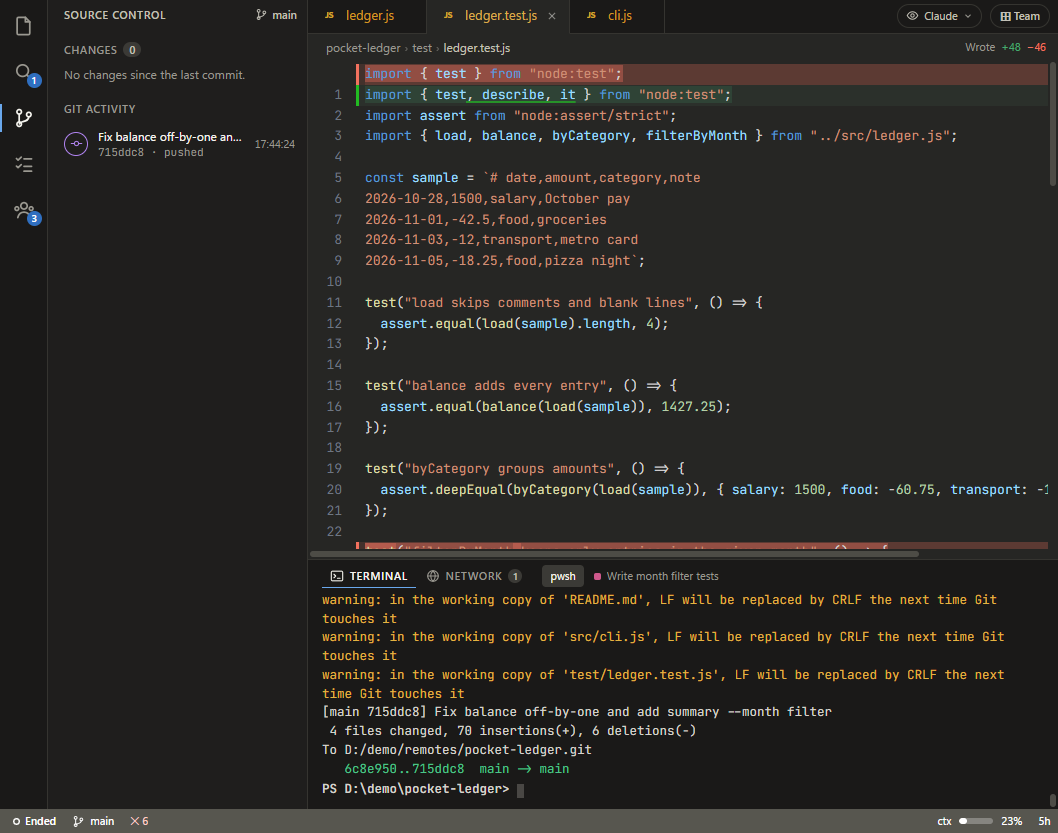 SOURCE CONTROL
main
CHANGES 0
No changes since the last commit.
GIT ACTIVITY
Fix balance off-by-one an...
715ddc8 · pushed
17:44:24
1
3
JS ledger.js
JS ledger.test.js ×
JS cli.js
Claude
Team
pocket-ledger › test › ledger.test.js
Wrote +48 −46
import { test } from "node:test";
1 import { test, describe, it } from "node:test";
2 import assert from "node:assert/strict";
3 import { load, balance, byCategory, filterByMonth } from "../src/ledger.js";
4
5 const sample = `# date,amount,category,note
6 2026-10-28,1500,salary,October pay
7 2026-11-01,-42.5,food,groceries
8 2026-11-03,-12,transport,metro card
9 2026-11-05,-18.25,food,pizza night`;
10
11 test("load skips comments and blank lines", () => {
12 assert.equal(load(sample).length, 4);
13 });
14
15 test("balance adds every entry", () => {
16 assert.equal(balance(load(sample)), 1427.25);
17 });
18
19 test("byCategory groups amounts", () => {
20 assert.deepEqual(byCategory(load(sample)), { salary: 1500, food: -60.75, transport: -1
21 });
22
TERMINAL
NETWORK 1
pwsh
Write month filter tests
warning: in the working copy of 'README.md', LF will be replaced by CRLF the next time Git
touches it
warning: in the working copy of 'src/cli.js', LF will be replaced by CRLF the next time Git
touches it
warning: in the working copy of 'test/ledger.test.js', LF will be replaced by CRLF the next
time Git touches it
[main 715ddc8] Fix balance off-by-one and add summary --month filter
4 files changed, 70 insertions(+), 6 deletions(-)
To D:/demo/remotes/pocket-ledger.git
6c8e950..715ddc8 main -> main
PS D:\demo\pocket-ledger>
Ended
main
6
ctx 23% 5h